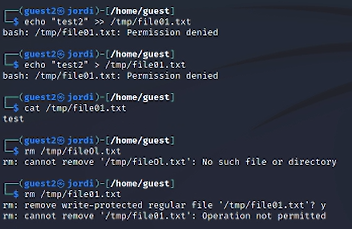 ┌──(guest2㉿jordi)-[/home/guest]
└─$ echo "test2" >> /tmp/file01.txt
bash: /tmp/file01.txt: Permission denied
┌──(guest2㉿jordi)-[/home/guest]
└─$ echo "test2" > /tmp/file01.txt
bash: /tmp/file01.txt: Permission denied
┌──(guest2㉿jordi)-[/home/guest]
└─$ cat /tmp/file01.txt
test
┌──(guest2㉿jordi)-[/home/guest]
└─$ rm /tmp/fileOl.txt
rm: cannot remove '/tmp/fileOl.txt': No such file or directory
┌──(guest2㉿jordi)-[/home/guest]
└─$ rm /tmp/file01.txt
rm: remove write-protected regular file '/tmp/file01.txt'? y
rm: cannot remove '/tmp/file01.txt': Operation not permitted